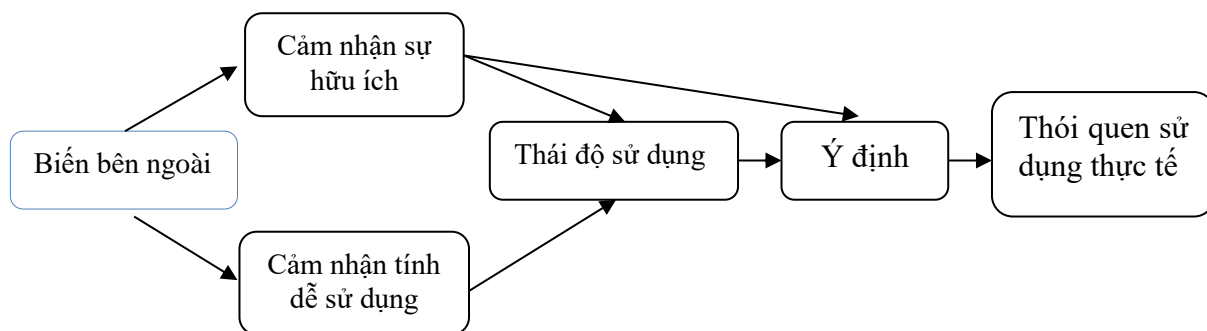 Cảm nhận sự
hữu ích
Biến bên ngoài
Thái độ sử dụng
Ý định
Thói quen sử
dụng thực tế
Cảm nhận tính
dễ sử dụng